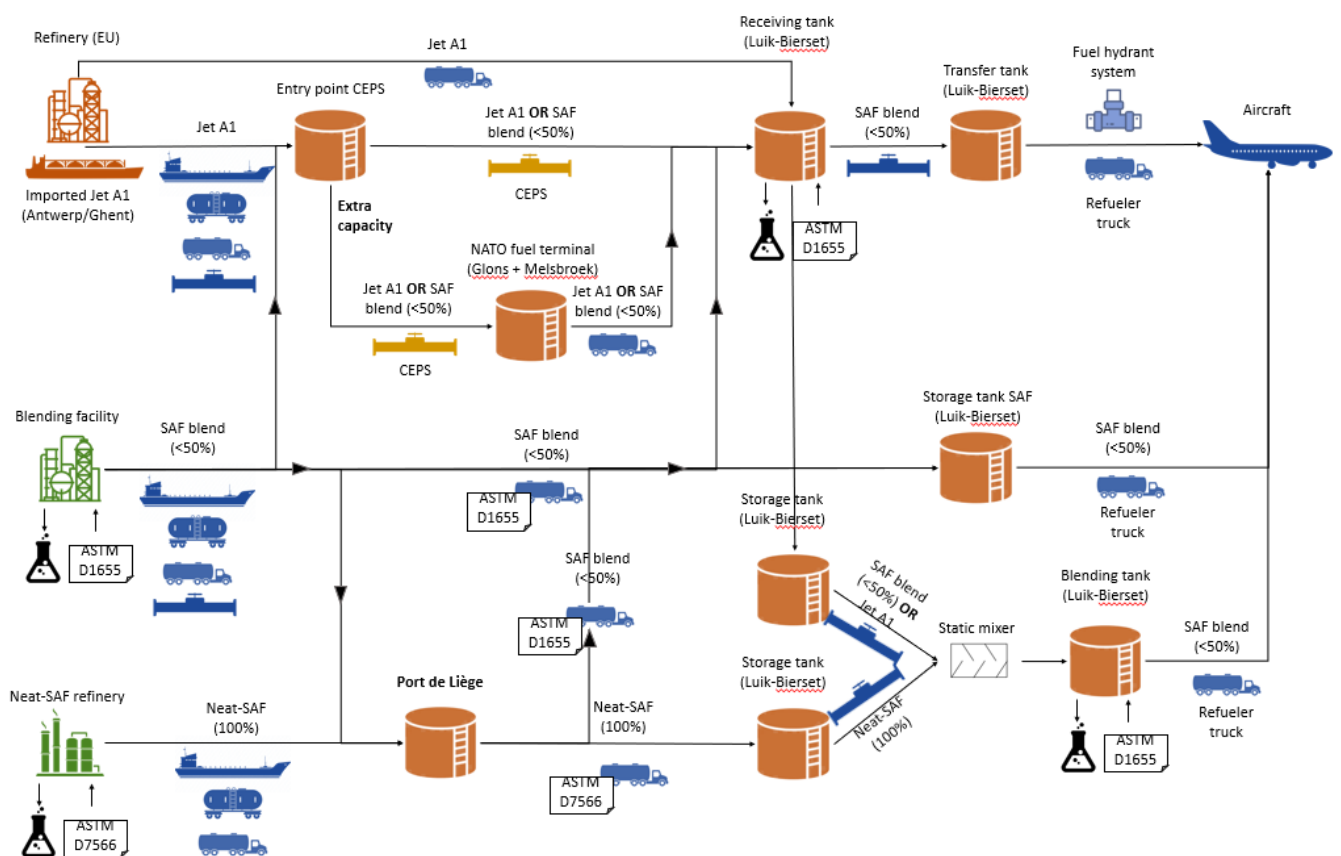 Refinery (EU)
Jet A1
Receiving tank
(Luik-Bierset)
Fuel hydrant
system
Transfer tank
(Luik-Bierset)
Aircraft
Entry point CEPS
Jet A1
Jet A1 OR SAF
blend (<50%)
SAF blend
(<50%)
CEPS
Imported Jet A1
(Antwerp/Ghent)
Extra
capacity
Refueler
truck
ASTM
D1655
NATO fuel terminal
(Glons + Melsbroek)
Jet A1 OR SAF
blend (<50%)
Jet A1 OR SAF
blend (<50%)
CEPS
Blending facility
SAF blend
(<50%)
SAF blend
(<50%)
Storage tank SAF
(Luik-Bierset)
SAF blend
(<50%)
ASTM
D1655
Storage tank
(Luik-Bierset)
Refueler
truck
ASTM
D1655
SAF blend
(<50%)
SAF blend
(<50%) OR
Jet A1
Blending tank
(Luik-Bierset)
ASTM
D1655
Static mixer
SAF blend
(<50%)
Neat-SAF refinery
Neat-SAF
(100%)
Port de Liège
Neat-SAF
(100%)
Storage tank
(Luik-Bierset)
Neat-SAF
(100%)
Refueler
truck
ASTM
D1655
ASTM
D7566
ASTM
D7566